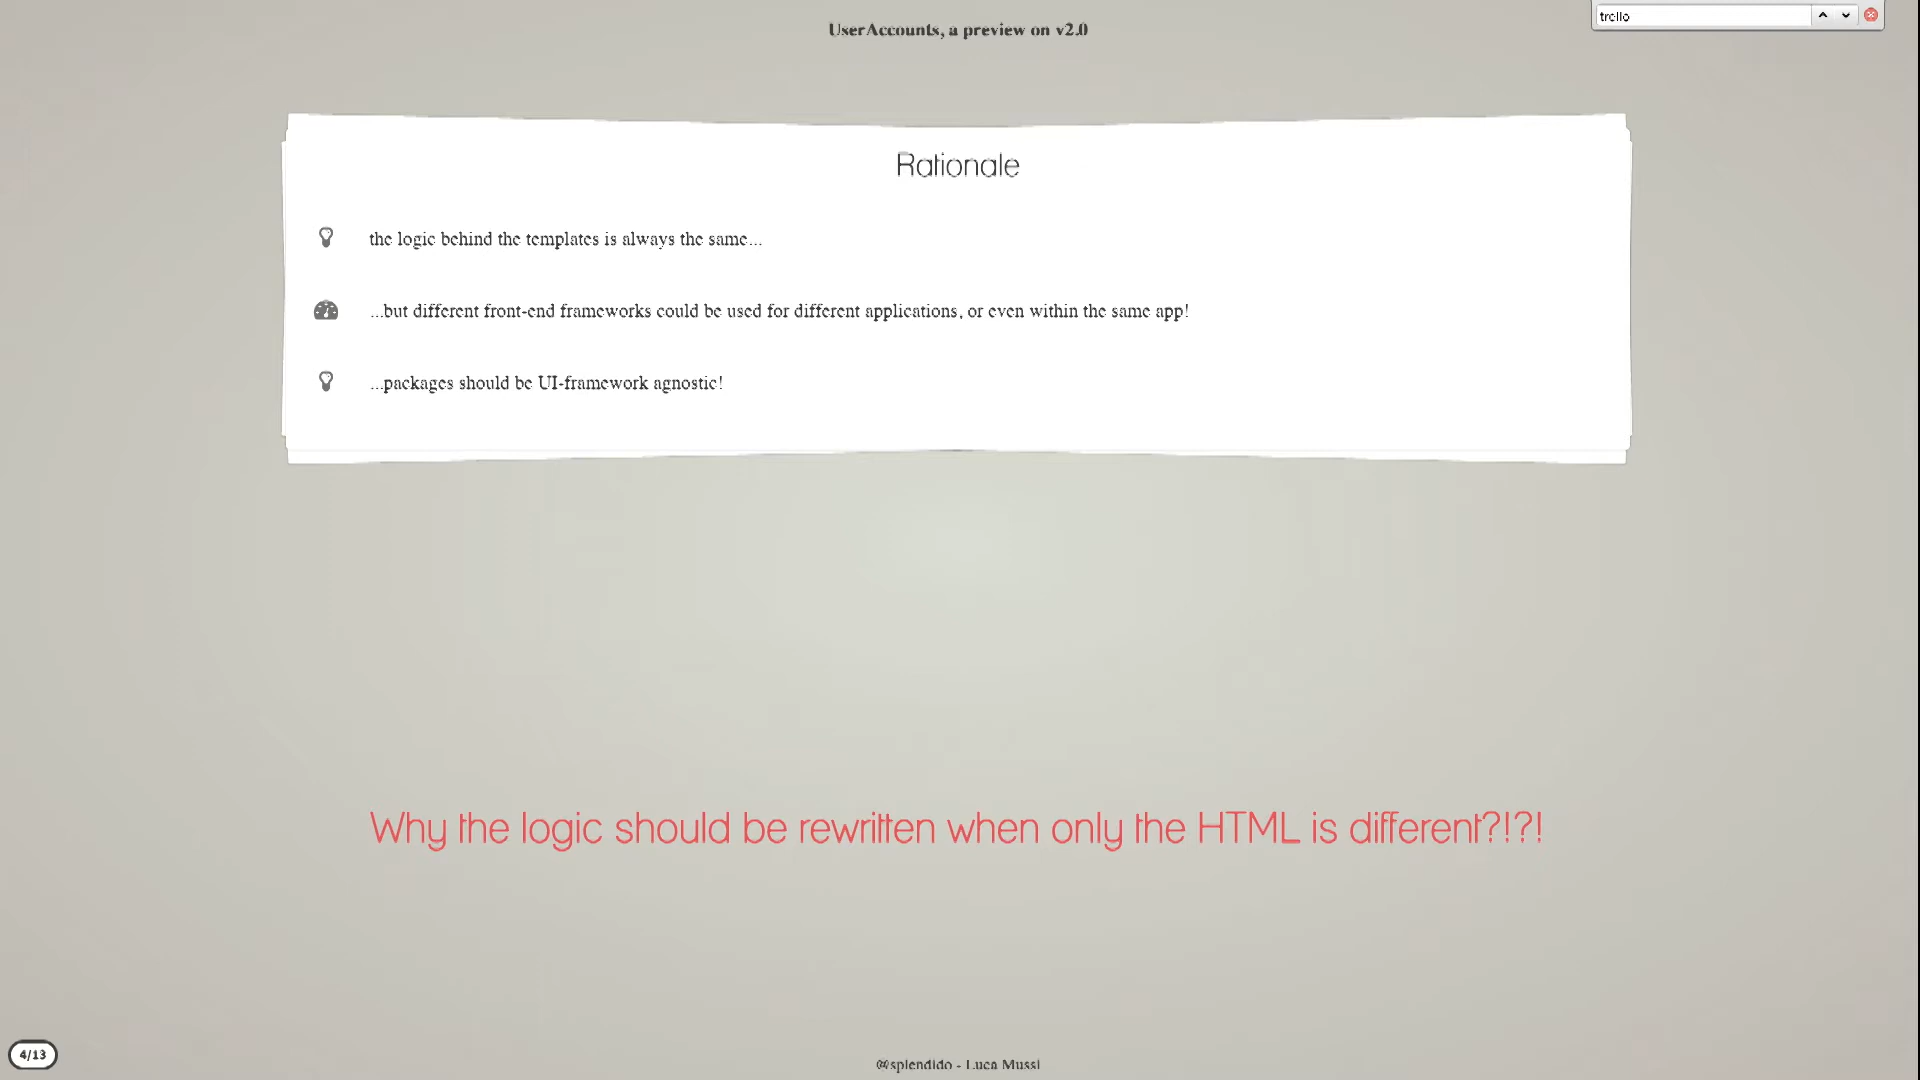 UserAccounts, a preview on v2.0
trello
Rationale
the logic behind the templates is always the same...
...but different front-end frameworks could be used for different applications, or even within the same app!
...packages should be UI-framework agnostic!
Why the logic should be rewritten when only the HTML is different?!?!
4/13
@splendido - Luca Mussi